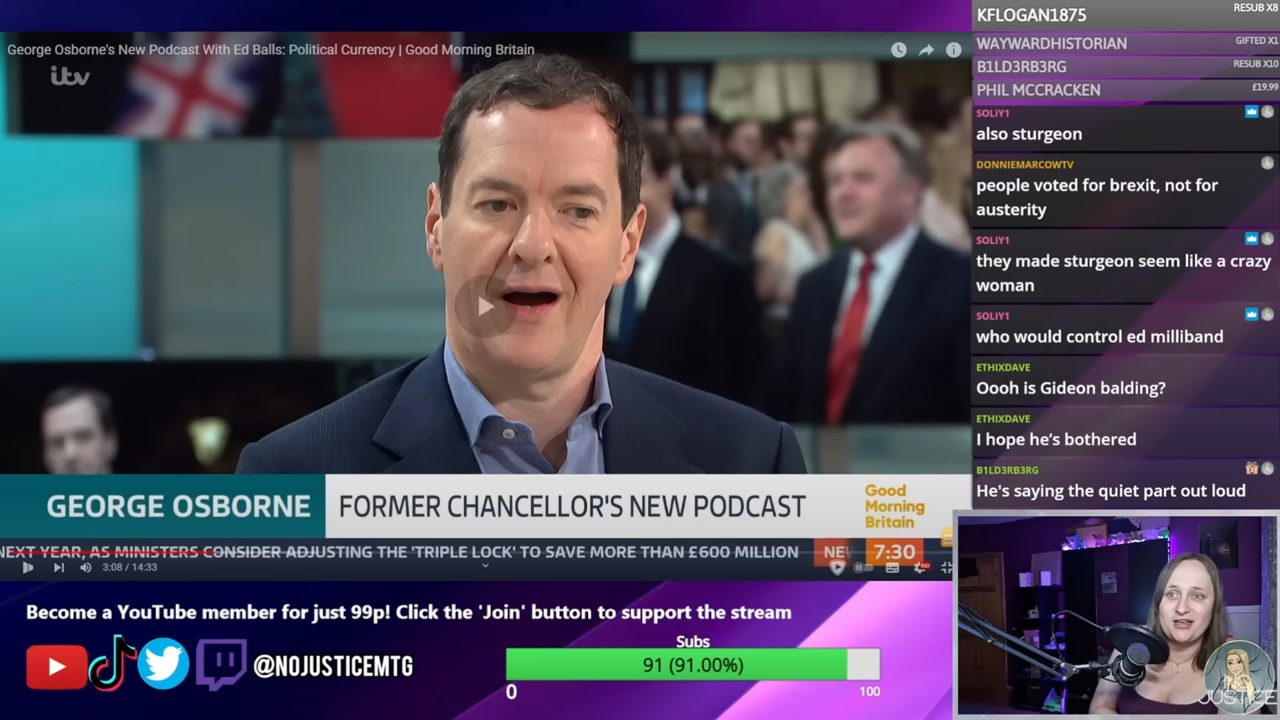 George Osborne's New Podcast With Ed Balls: Political Currency | Good Morning Britain
itv
GEORGE OSBORNE
FORMER CHANCELLOR'S NEW PODCAST
Good
Morning
Britain
NEXT YEAR, AS MINISTERS CONSIDER ADJUSTING THE 'TRIPLE LOCK' TO SAVE MORE THAN £600 MILLION
7:30
3:08 / 14:33
HD
KFLOGAN1875 RESUB X8
WAYWARDHISTORIAN GIFTED X1
B1LD3RB3RG RESUB X10
PHIL MCCRACKEN £19.99
SOLIY1
also sturgeon
DONNIEMARCOWTV
people voted for brexit, not for
austerity
SOLIY1
they made sturgeon seem like a crazy
woman
SOLIY1
who would control ed milliband
ETHIXDAVE
Oooh is Gideon balding?
ETHIXDAVE
I hope he's bothered
B1LD3RB3RG
He's saying the quiet part out loud
Become a YouTube member for just 99p! Click the 'Join' button to support the stream
@NOJUSTICEMTG
Subs
91 (91.00%)
0 100
JUSTICE